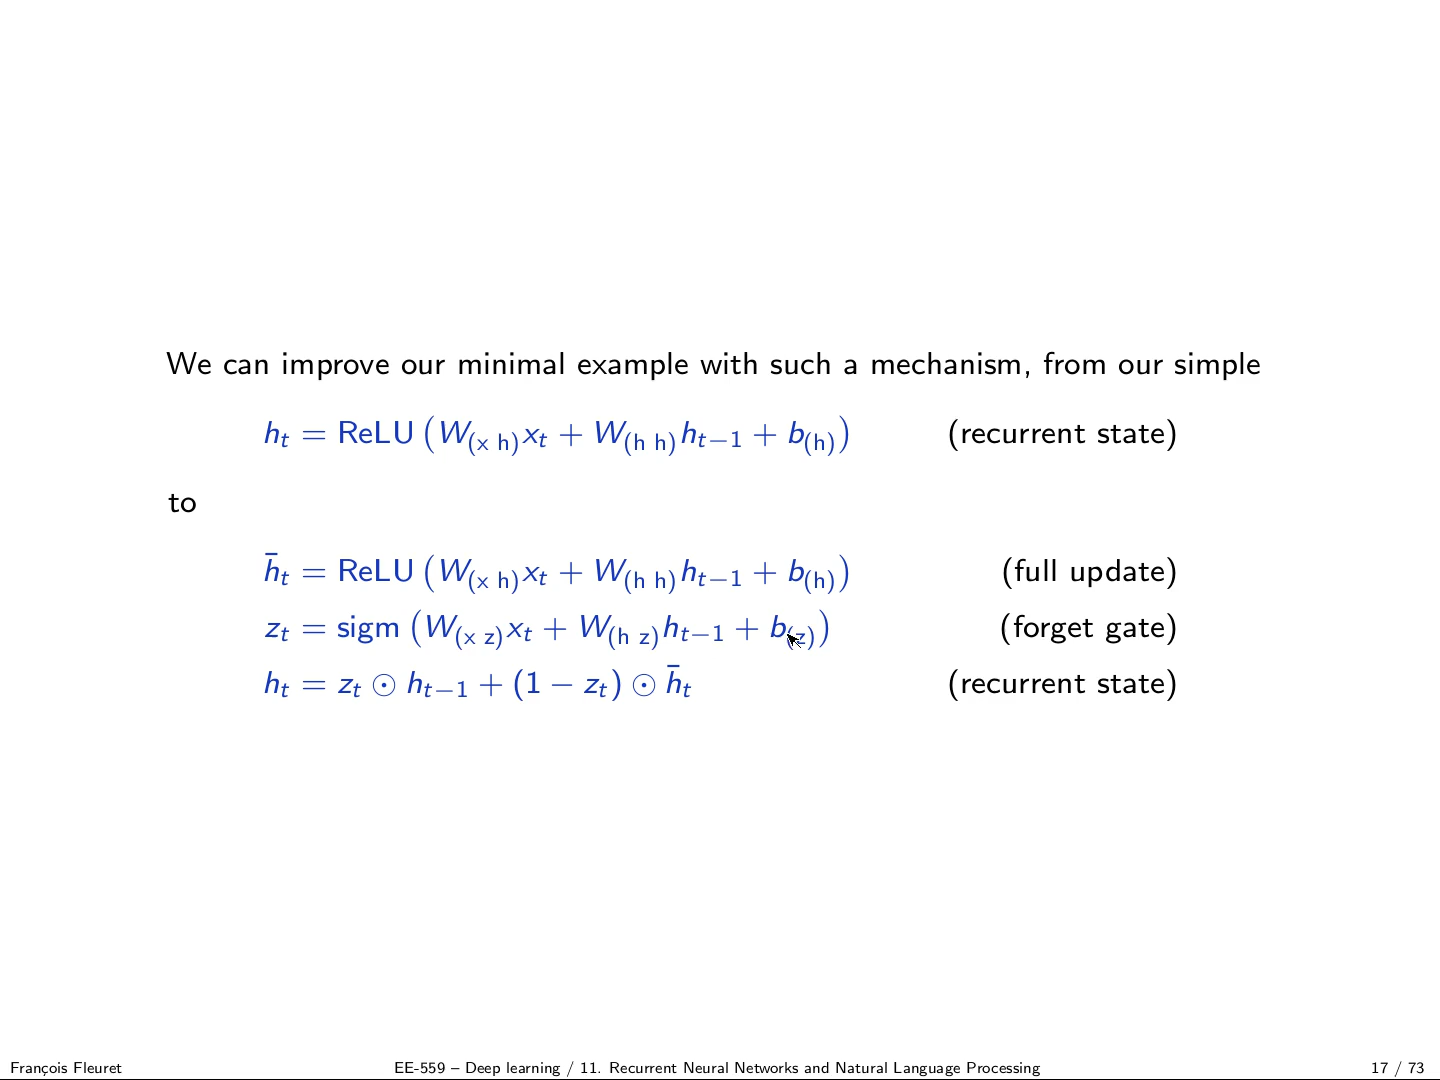 We can improve our minimal example with such a mechanism, from our simple
h_t = ReLU (W_(x h) x_t + W_(h h) h_{t−1} + b_(h)) (recurrent state)
to
h̄_t = ReLU (W_(x h) x_t + W_(h h) h_{t−1} + b_(h)) (full update)
z_t = sigm (W_(x z) x_t + W_(h z) h_{t−1} + b_(z)) (forget gate)
h_t = z_t ⊙ h_{t−1} + (1 − z_t) ⊙ h̄_t (recurrent state)
François Fleuret EE-559 – Deep learning / 11. Recurrent Neural Networks and Natural Language Processing 17 / 73